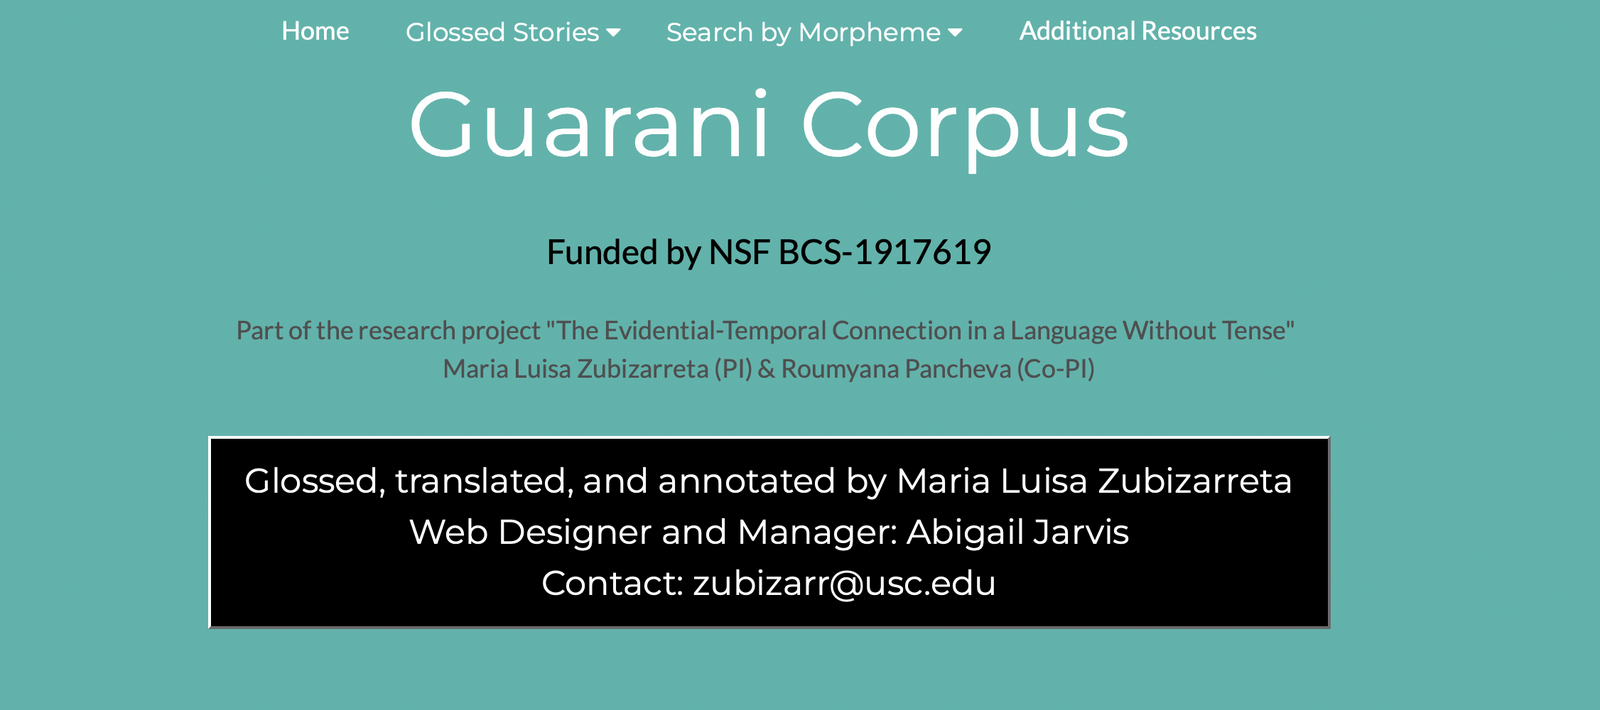 Home Glossed Stories Search by Morpheme Additional Resources
Guarani Corpus
Funded by NSF BCS-1917619
Part of the research project "The Evidential-Temporal Connection in a Language Without Tense"
Maria Luisa Zubizarreta (PI) & Roumyana Pancheva (Co-PI)
Glossed, translated, and annotated by Maria Luisa Zubizarreta
Web Designer and Manager: Abigail Jarvis
Contact: zubizarr@usc.edu